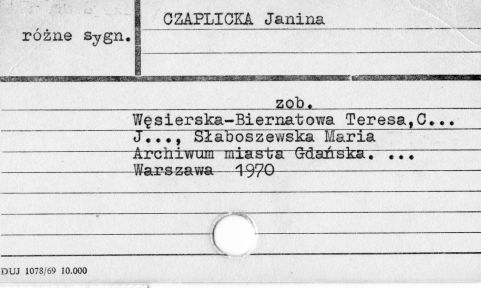 CZAPLICKA Janina
różne sygn.
zob.
Węsierska-Biernatowa Teresa,C...
J..., Słaboszewska Maria
Archiwum miasta Gdańska. ...
Warszawa 1970
DUJ 1078/69 10.000